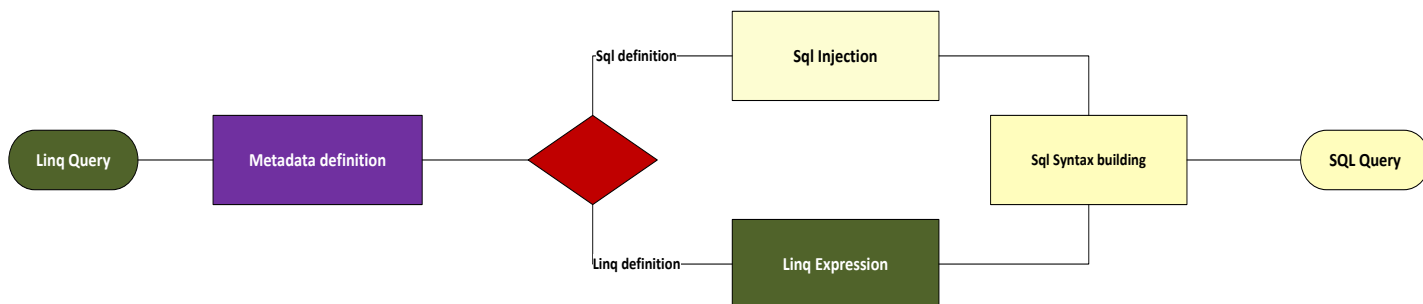 Linq Query
Metadata definition
Sql definition
Sql Injection
Linq definition
Linq Expression
Sql Syntax building
SQL Query